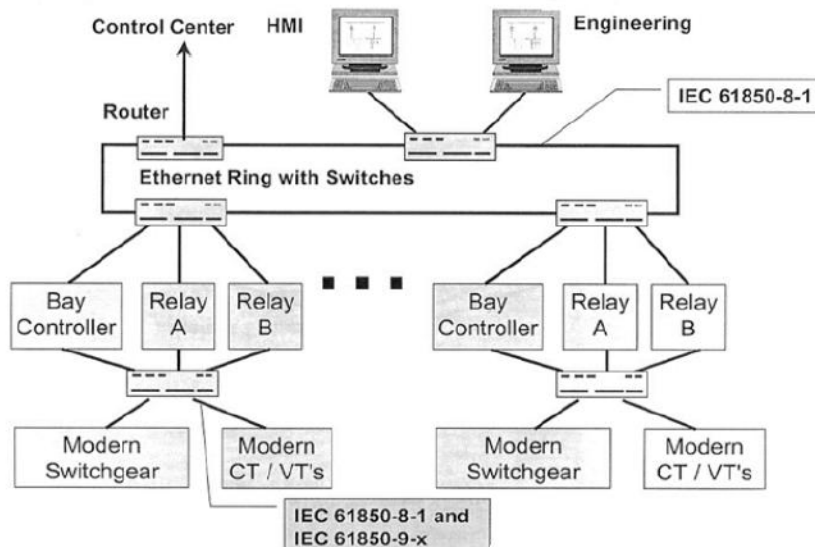 Control Center
HMI
Engineering
IEC 61850-8-1
Router
Ethernet Ring with Switches
Bay
Controller
Relay
A
Relay
B
Bay
Controller
Relay
A
Relay
B
Modern
Switchgear
Modern
CT / VT's
Modern
Switchgear
Modern
CT / VT's
IEC 61850-8-1 and
IEC 61850-9-x